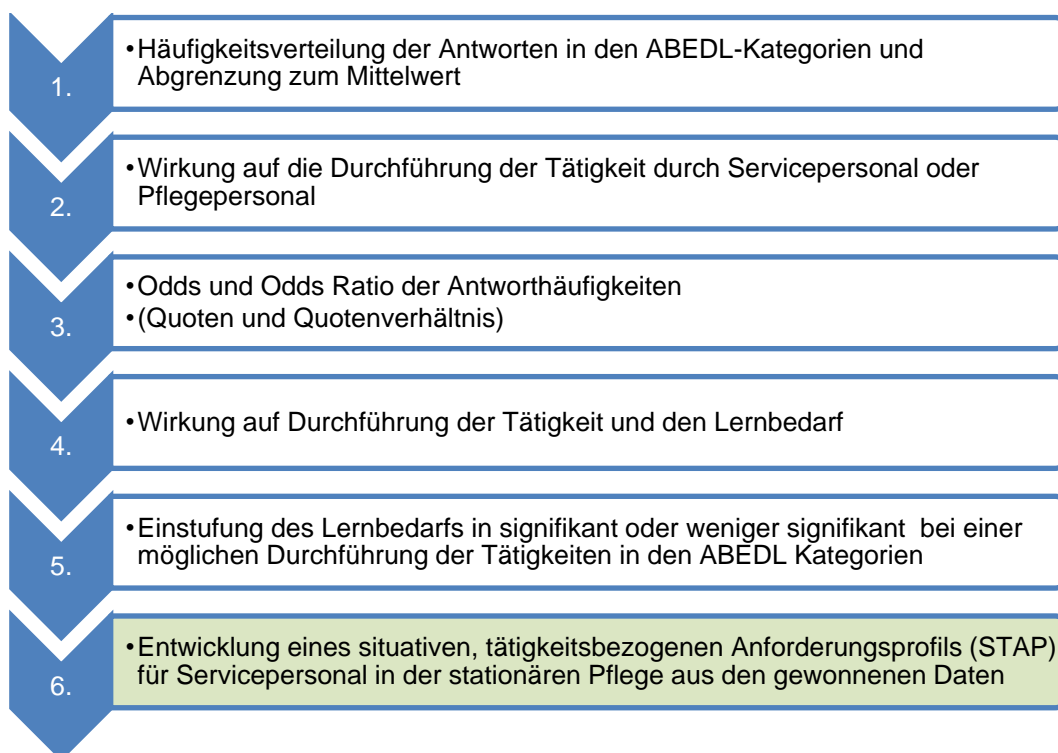 1.
•Häufigkeitsverteilung der Antworten in den ABEDL-Kategorien und
Abgrenzung zum Mittelwert
2.
•Wirkung auf die Durchführung der Tätigkeit durch Servicepersonal oder
Pflegepersonal
3.
•Odds und Odds Ratio der Antworthäufigkeiten
•(Quoten und Quotenverhältnis)
4.
•Wirkung auf Durchführung der Tätigkeit und den Lernbedarf
5.
•Einstufung des Lernbedarfs in signifikant oder weniger signifikant  bei einer
möglichen Durchführung der Tätigkeiten in den ABEDL Kategorien
6.
•Entwicklung eines situativen, tätigkeitsbezogenen Anforderungsprofils (STAP)
für Servicepersonal in der stationären Pflege aus den gewonnenen Daten